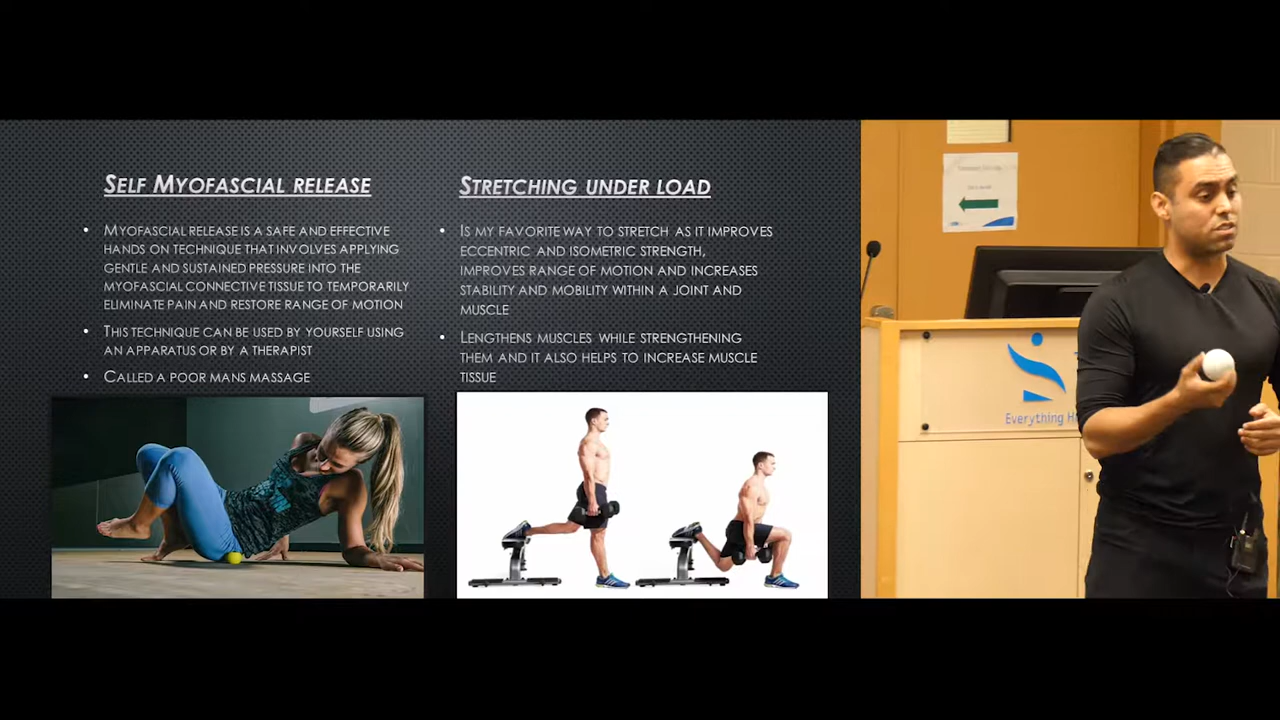 SELF MYOFASCIAL RELEASE
• MYOFASCIAL RELEASE IS A SAFE AND EFFECTIVE
HANDS ON TECHNIQUE THAT INVOLVES APPLYING
GENTLE AND SUSTAINED PRESSURE INTO THE
MYOFASCIAL CONNECTIVE TISSUE TO TEMPORARILY
ELIMINATE PAIN AND RESTORE RANGE OF MOTION
• THIS TECHNIQUE CAN BE USED BY YOURSELF USING
AN APPARATUS OR BY A THERAPIST
• CALLED A POOR MANS MASSAGE
STRETCHING UNDER LOAD
• IS MY FAVORITE WAY TO STRETCH AS IT IMPROVES
ECCENTRIC AND ISOMETRIC STRENGTH,
IMPROVES RANGE OF MOTION AND INCREASES
STABILITY AND MOBILITY WITHIN A JOINT AND
MUSCLE
• LENGTHENS MUSCLES WHILE STRENGTHENING
THEM AND IT ALSO HELPS TO INCREASE MUSCLE
TISSUE
Everything